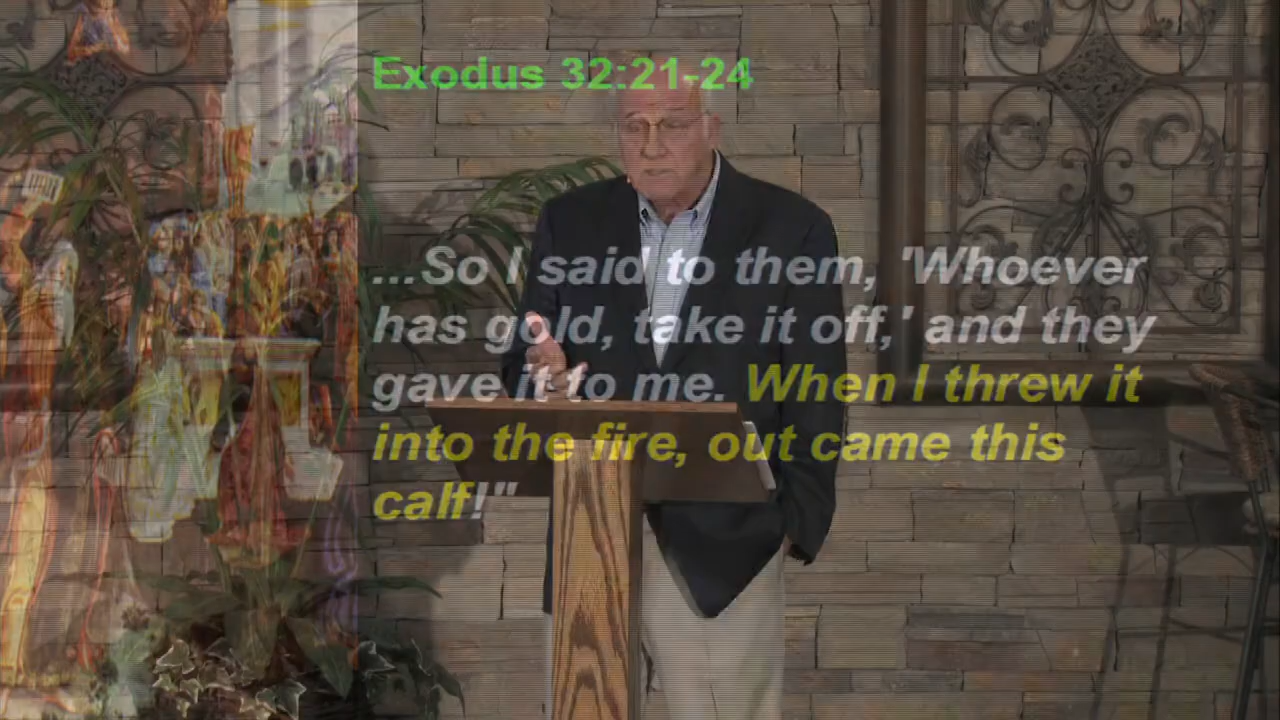 Exodus 32:21-24
...So I said to them, 'Whoever
has gold, take it off,' and they
gave it to me. When I threw it
into the fire, out came this
calf!"